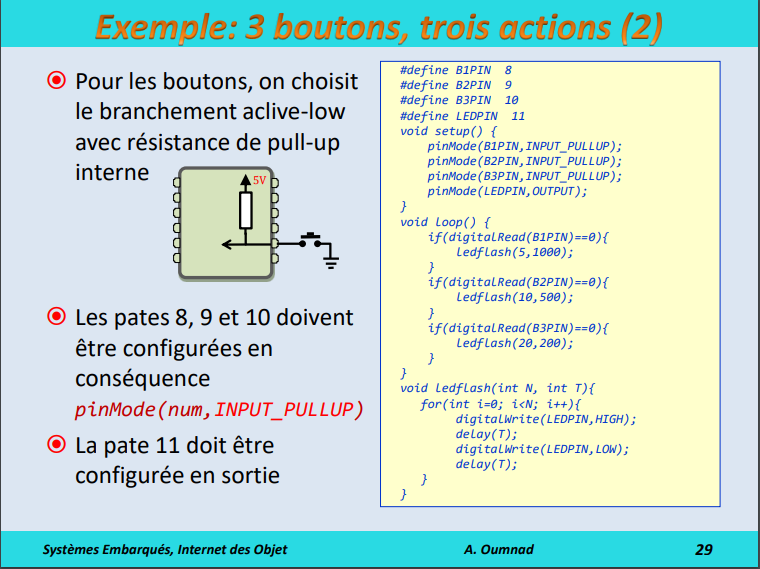 Exemple: 3 boutons, trois actions (2)
Pour les boutons, on choisit
le branchement aclive-low
avec résistance de pull-up
interne
5V
Les pates 8, 9 et 10 doivent
être configurées en
conséquence
pinMode(num,INPUT_PULLUP)
La pate 11 doit être
configurée en sortie
#define B1PIN 8
#define B2PIN 9
#define B3PIN 10
#define LEDPIN 11
void setup() {
pinMode(B1PIN,INPUT_PULLUP);
pinMode(B2PIN,INPUT_PULLUP);
pinMode(B3PIN,INPUT_PULLUP);
pinMode(LEDPIN,OUTPUT);
}
void loop() {
if(digitalRead(B1PIN)==0){
Ledflash(5,1000);
}
if(digitalRead(B2PIN)==0){
Ledflash(10,500);
}
if(digitalRead(B3PIN)==0){
Ledflash(20,200);
}
}
void ledflash(int N, int T){
for(int i=0; i<N; i++){
digitalWrite(LEDPIN,HIGH);
delay(T);
digitalWrite(LEDPIN,LOW);
delay(T);
}
}
Systèmes Embarqués, Internet des Objet
A. Oumnad
29